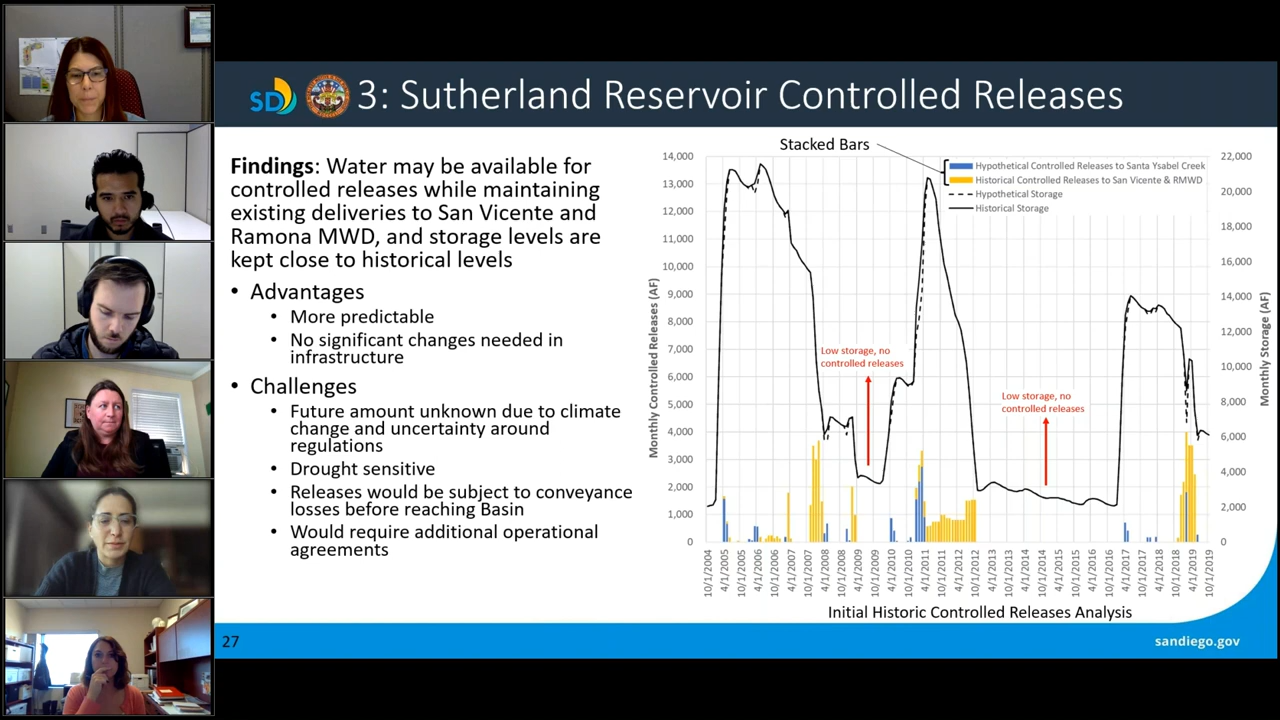 SD
3: Sutherland Reservoir Controlled Releases
Findings: Water may be available for
controlled releases while maintaining
existing deliveries to San Vicente and
Ramona MWD, and storage levels are
kept close to historical levels
• Advantages
• More predictable
• No significant changes needed in
infrastructure
• Challenges
• Future amount unknown due to climate
change and uncertainty around
regulations
• Drought sensitive
• Releases would be subject to conveyance
losses before reaching Basin
• Would require additional operational
agreements
Stacked Bars
Hypothetical Controlled Releases to Santa Ysabel Creek
Historical Controlled Releases to San Vicente & RMWD
Hypothetical Storage
Historical Storage
Monthly Controlled Releases (AF)
14,000
13,000
12,000
11,000
10,000
9,000
8,000
7,000
6,000
5,000
4,000
3,000
2,000
1,000
0
Low storage, no
controlled releases
Low storage, no
controlled releases
22,000
20,000
18,000
16,000
14,000
12,000
10,000
8,000
6,000
4,000
2,000
0
Monthly Storage (AF)
10/1/2004
4/1/2005
10/1/2005
4/1/2006
10/1/2006
4/1/2007
10/1/2007
4/1/2008
10/1/2008
4/1/2009
10/1/2009
4/1/2010
10/1/2010
4/1/2011
10/1/2011
4/1/2012
10/1/2012
4/1/2013
10/1/2013
4/1/2014
10/1/2014
4/1/2015
10/1/2015
4/1/2016
10/1/2016
4/1/2017
10/1/2017
4/1/2018
10/1/2018
4/1/2019
10/1/2019
Initial Historic Controlled Releases Analysis
27
sandiego.gov